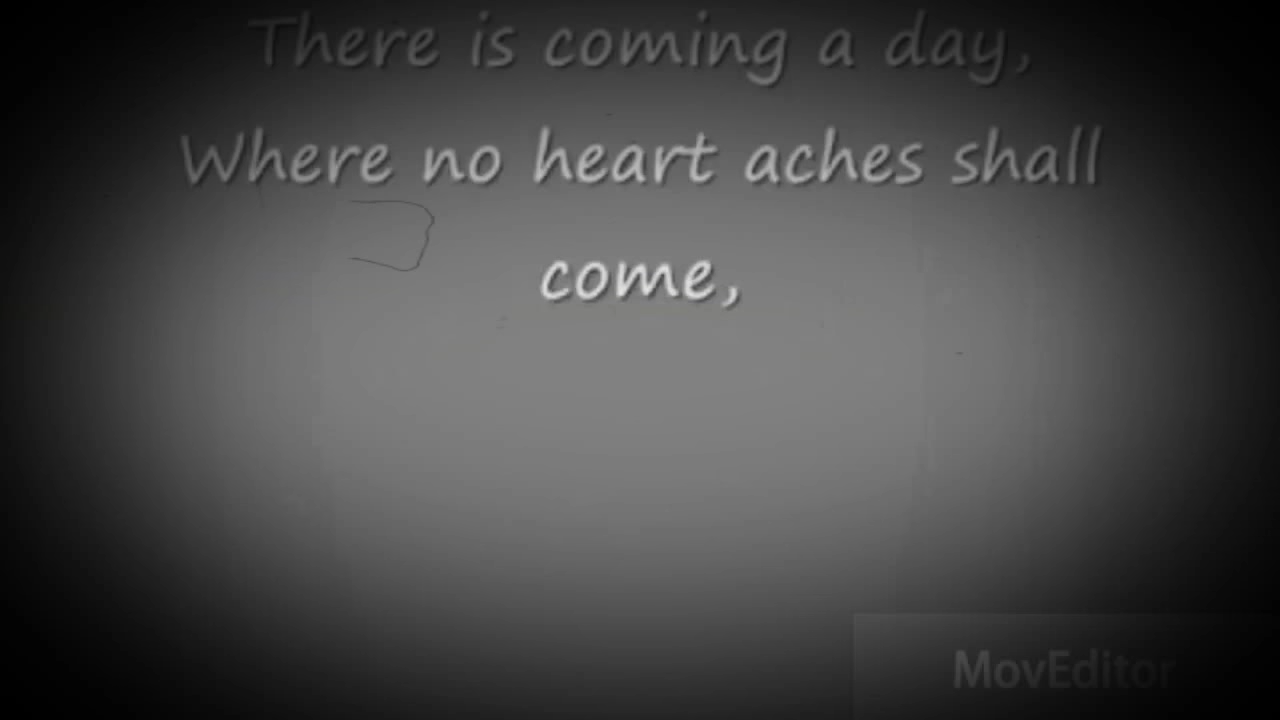 There is coming a day,
Where no heart aches shall
come,
MovEditor